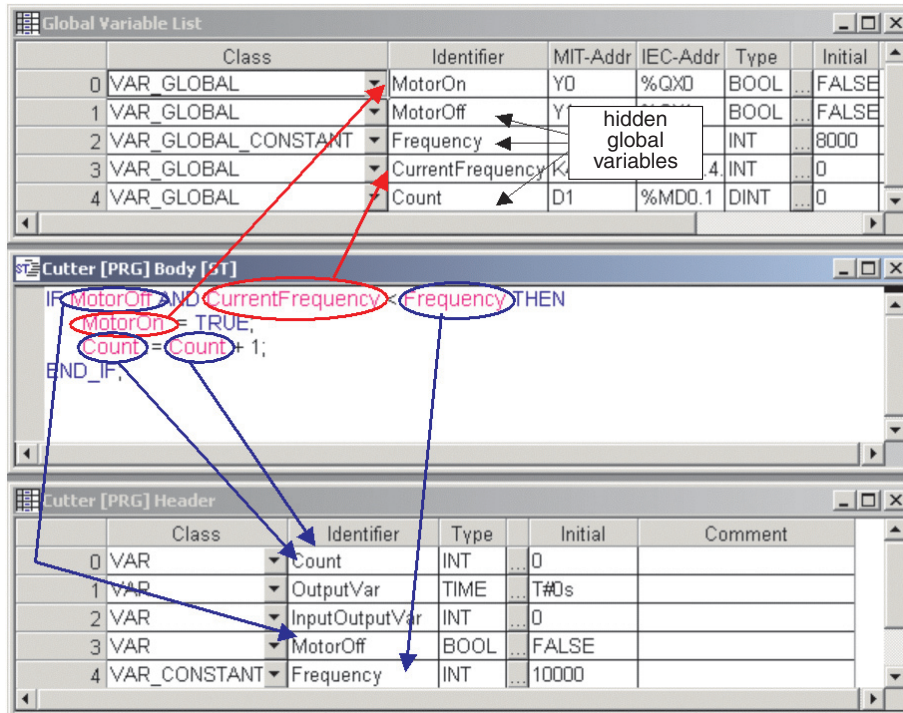 Global Variable List
Class Identifier MIT-Addr IEC-Addr Type Initial
0 VAR_GLOBAL MotorOn Y0 %QX0 BOOL ... FALSE
1 VAR_GLOBAL MotorOff BOOL ... FALSE
2 VAR_GLOBAL_CONSTANT Frequency INT ... 8000
3 VAR_GLOBAL CurrentFrequency .4. INT ... 0
4 VAR_GLOBAL Count D1 %MD0.1 DINT ... 0
hidden
global
variables
ST Cutter [PRG] Body [ST]
IF MotorOff AND CurrentFrequency < Frequency THEN
MotorOn = TRUE;
Count = Count + 1;
END_IF;
Cutter [PRG] Header
Class Identifier Type Initial Comment
0 VAR Count INT ... 0
1 VAR OutputVar TIME ... T#0s
2 VAR InputOutputVar INT ... 0
3 VAR MotorOff BOOL ... FALSE
4 VAR_CONSTANT Frequency INT ... 10000